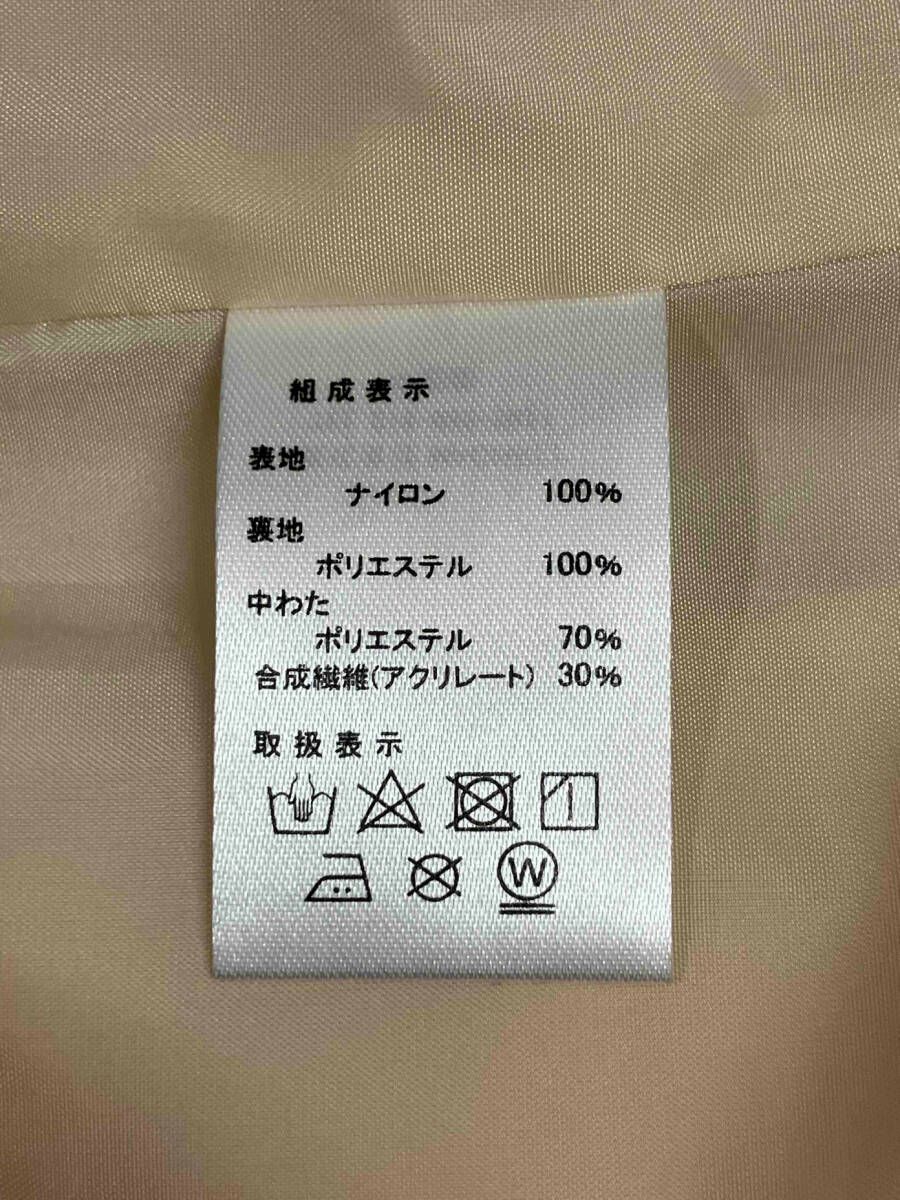 組成表示
表地
ナイロン 100%
裏地
ポリエステル 100%
中わた
ポリエステル 70%
合成繊維(アクリレート) 30%
取扱表示
W